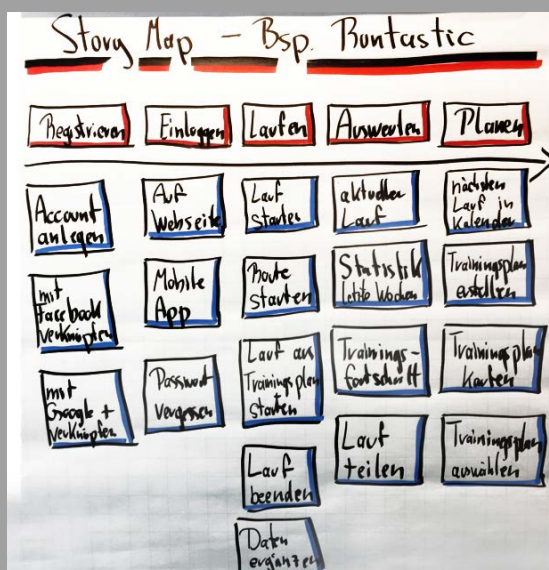 Story Map - Bsp. Runtastic
Registrieren
Einloggen
Laufen
Auswerten
Planen
Account
anlegen
mit
facebook
verknüpfen
mit
Google +
verknüpfen
Auf
Webseite
Mobile
App
Passwort
vergessen
Lauf
starten
Route
starten
Lauf aus
Trainingsplan
starten
Lauf
beenden
Daten
ergänzen
aktueller
Lauf
Statistik
letzte Wochen
Trainings-
fortschritt
Lauf
teilen
nächsten
Lauf in
Kalender
Trainingsplan
erstellen
Trainingsplan
kaufen
Trainingsplan
auswählen